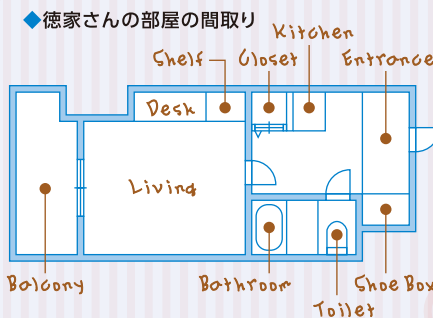 ◆徳家さんの部屋の間取り
Kitchen
Shelf Closet Entrance
Desk
Living
Balcony Bathroom Shoe Box
Toilet